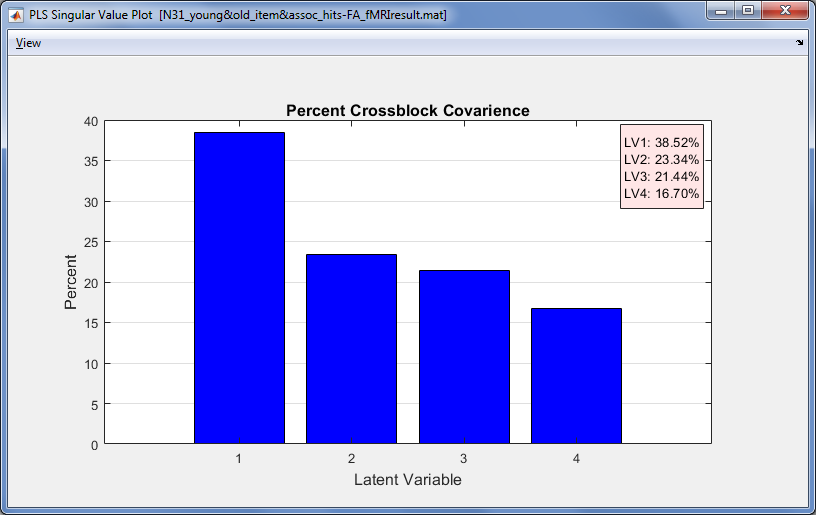 PLS Singular Value Plot [N31_young&old_item&assoc_hits-FA_fMRIresult.mat]
View
Percent Crossblock Covarience
40
35
30
25
20
15
10
5
0
Percent
LV1: 38.52%
LV2: 23.34%
LV3: 21.44%
LV4: 16.70%
1 2 3 4
Latent Variable